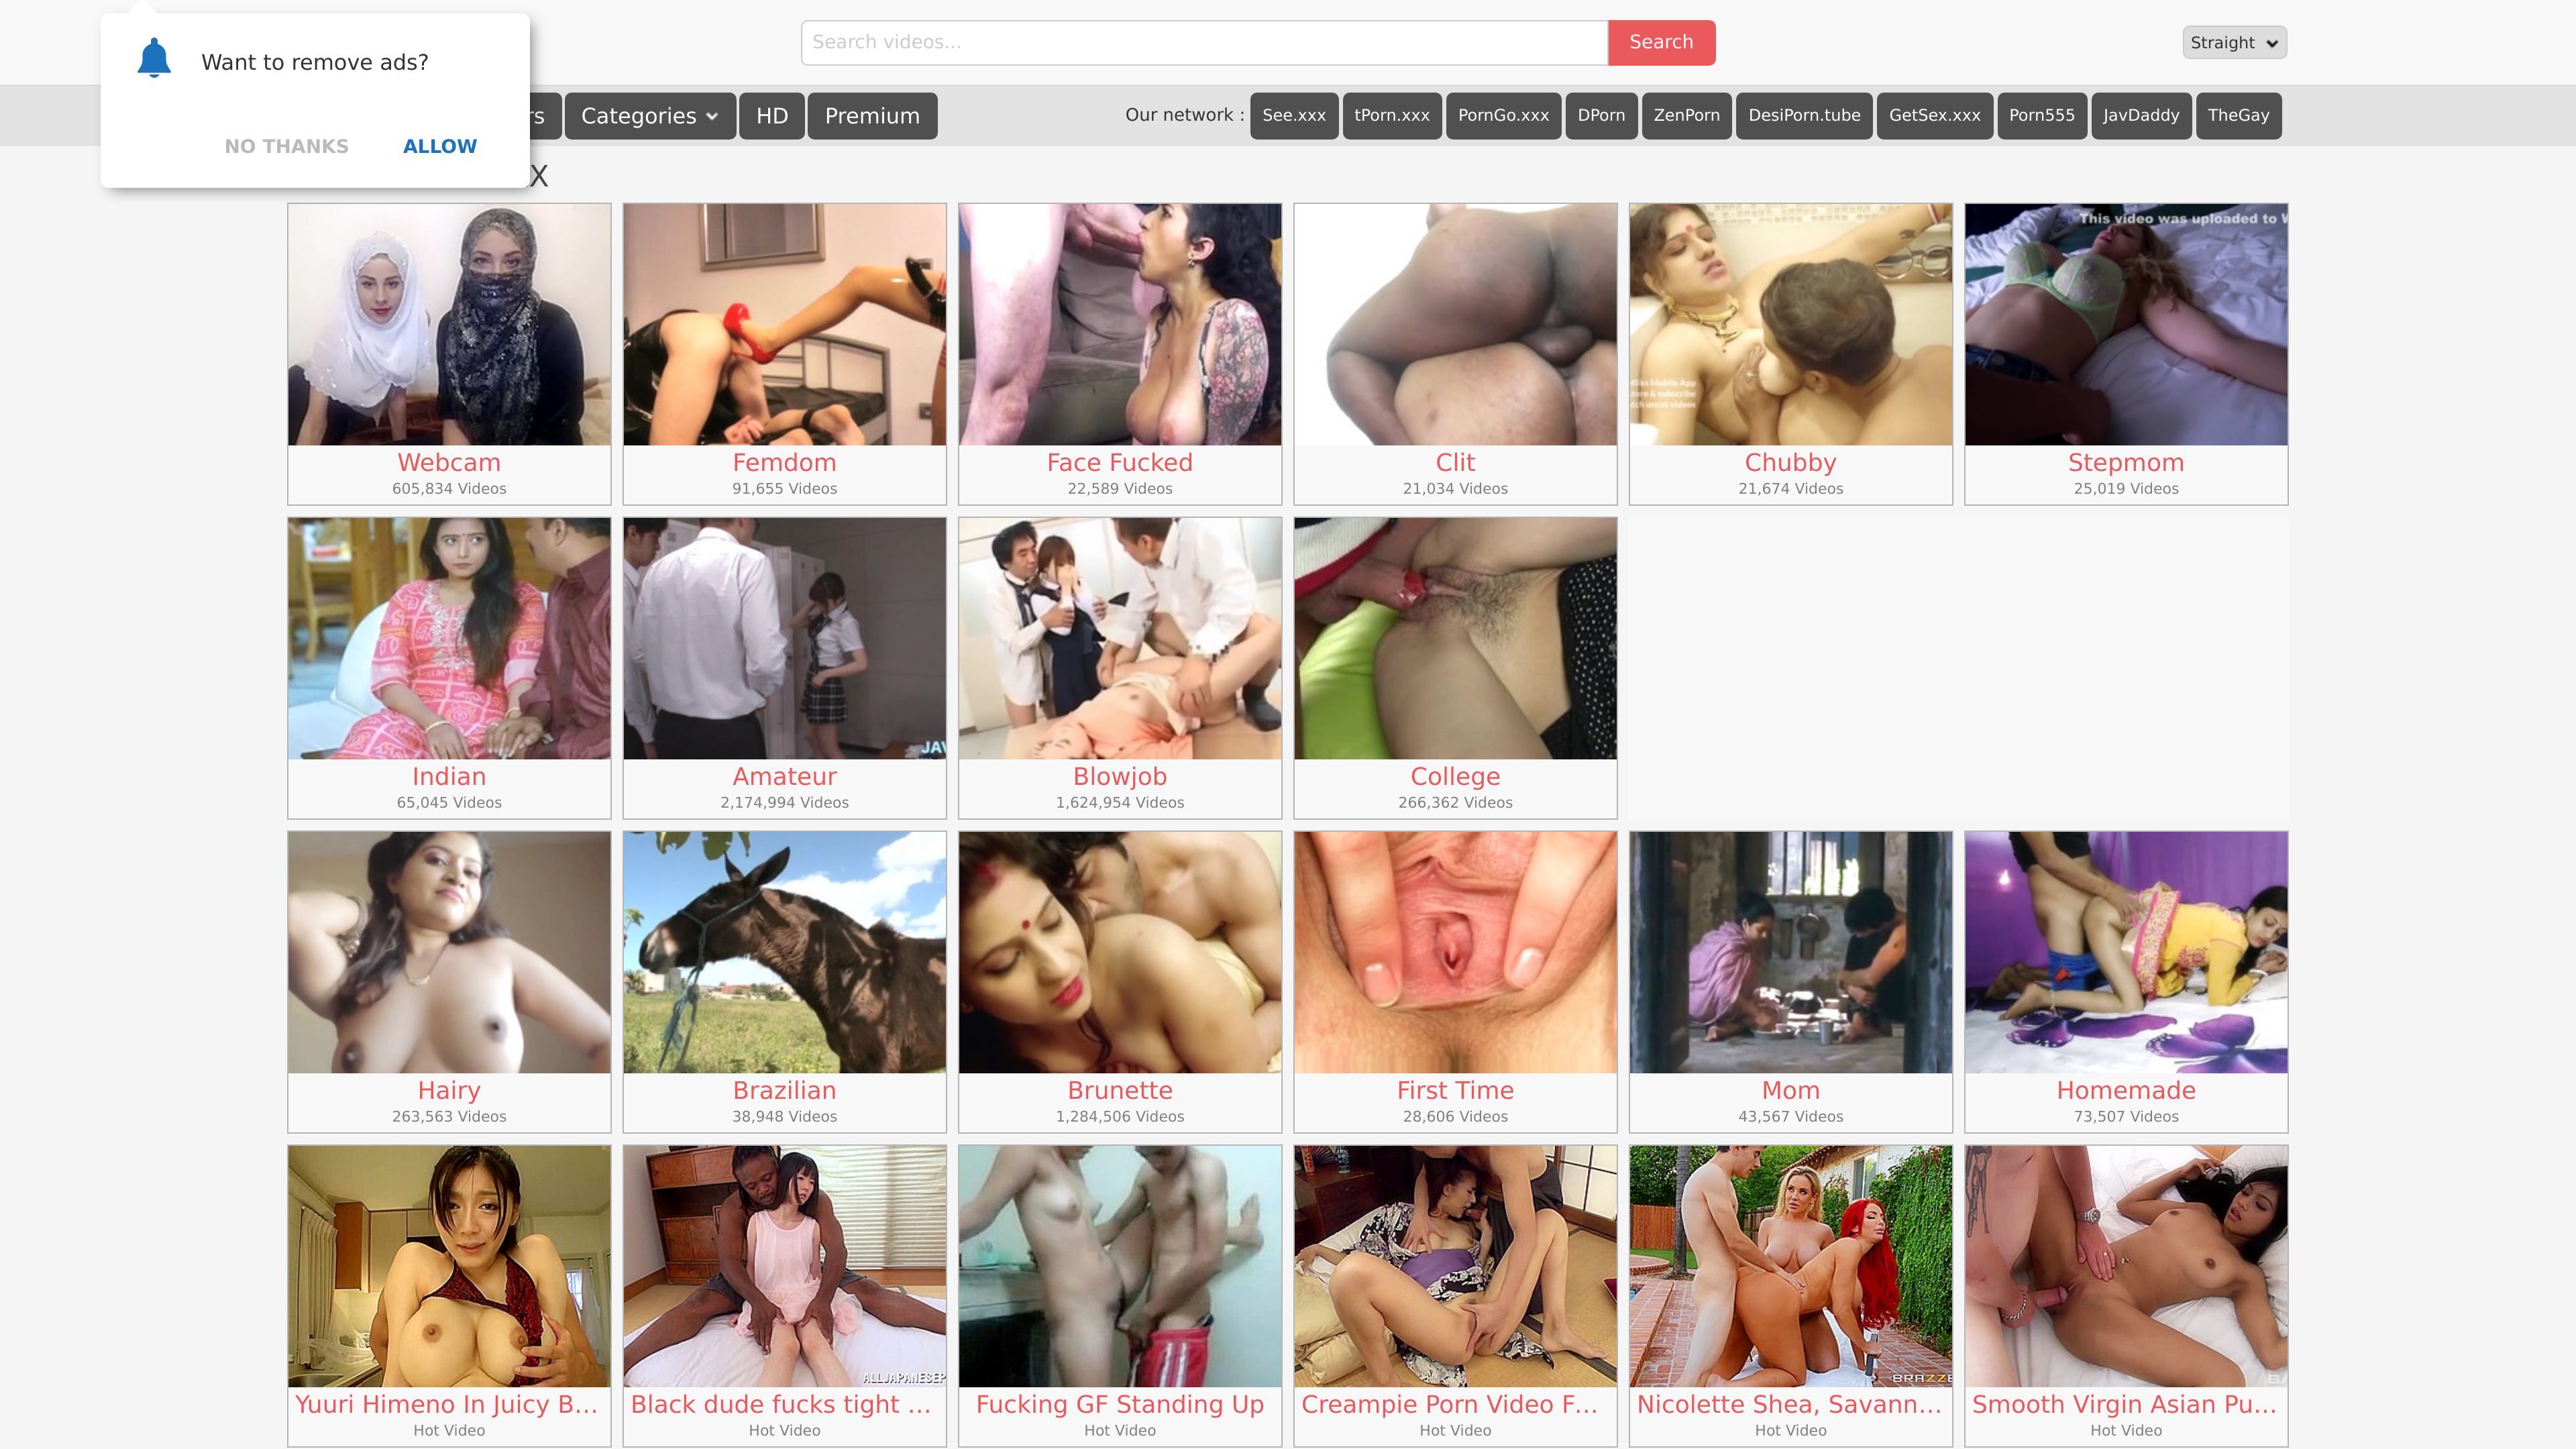 Want to remove ads?
NO THANKS
ALLOW
Search videos...
Search
Straight
rs
Categories
HD
Premium
Our network :
See.xxx
tPorn.xxx
PornGo.xxx
DPorn
ZenPorn
DesiPorn.tube
GetSex.xxx
Porn555
JavDaddy
TheGay
X
This video was uploaded to W
Webcam
605,834 Videos
Femdom
91,655 Videos
Face Fucked
22,589 Videos
Clit
21,034 Videos
Chubby
21,674 Videos
Stepmom
25,019 Videos
JAV
Indian
65,045 Videos
Amateur
2,174,994 Videos
Blowjob
1,624,954 Videos
College
266,362 Videos
Hairy
263,563 Videos
Brazilian
38,948 Videos
Brunette
1,284,506 Videos
First Time
28,606 Videos
Mom
43,567 Videos
Homemade
73,507 Videos
ALLJAPANESEP
BRAZZE
Yuuri Himeno In Juicy B...
Hot Video
Black dude fucks tight ...
Hot Video
Fucking GF Standing Up
Hot Video
Creampie Porn Video F...
Hot Video
Nicolette Shea, Savann...
Hot Video
Smooth Virgin Asian Pu...
Hot Video